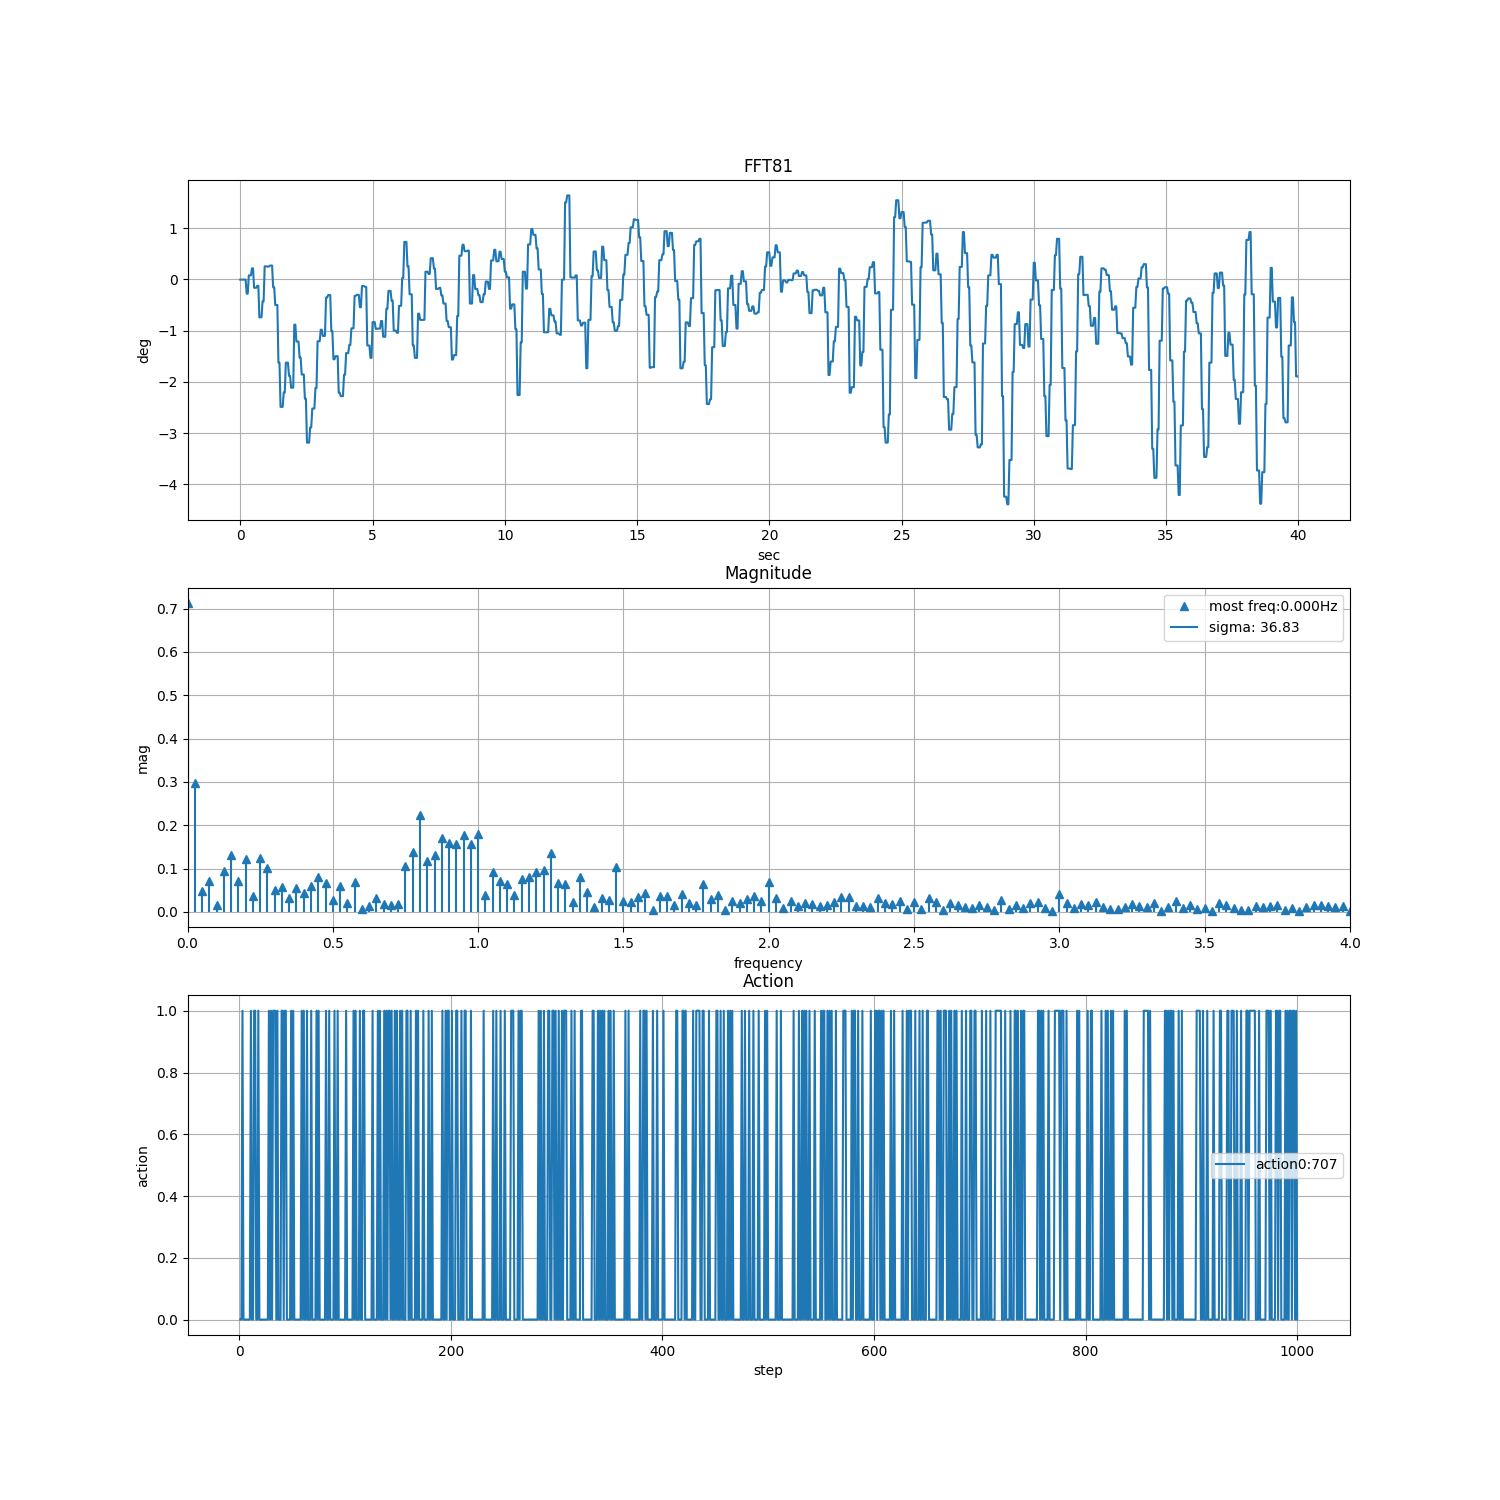 FFT81
1
0
−1
−2
−3
−4
deg
0 5 10 15 20 25 30 35 40
sec
Magnitude
0.7
0.6
0.5
0.4
0.3
0.2
0.1
0.0
mag
most freq:0.000Hz
sigma: 36.83
0.0 0.5 1.0 1.5 2.0 2.5 3.0 3.5 4.0
frequency
Action
1.0
0.8
0.6
0.4
0.2
0.0
action
action0:707
0 200 400 600 800 1000
step